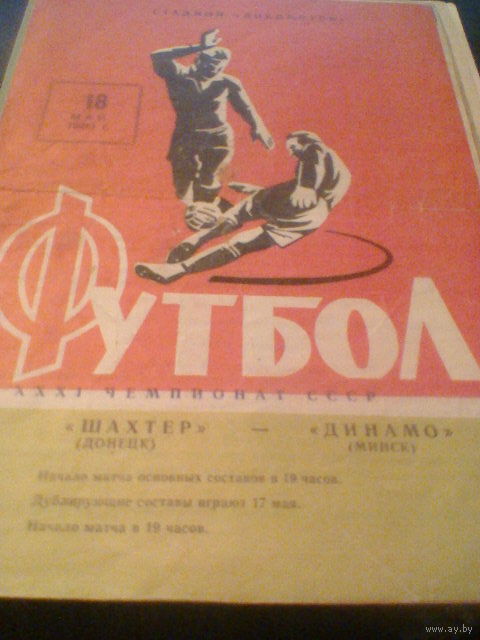 СТАДИОН «ЛОКОМОТИВ»
18
МАЯ
ФУТБОЛ
XXXI ЧЕМПИОНАТ СССР
«ШАХТЕР» — «ДИНАМО»
(ДОНЕЦК) (МИНСК)
Начало матча основных составов в 19 часов.
Дублирующие составы играют 17 мая.
Начало матча в 19 часов.
www.ay.by